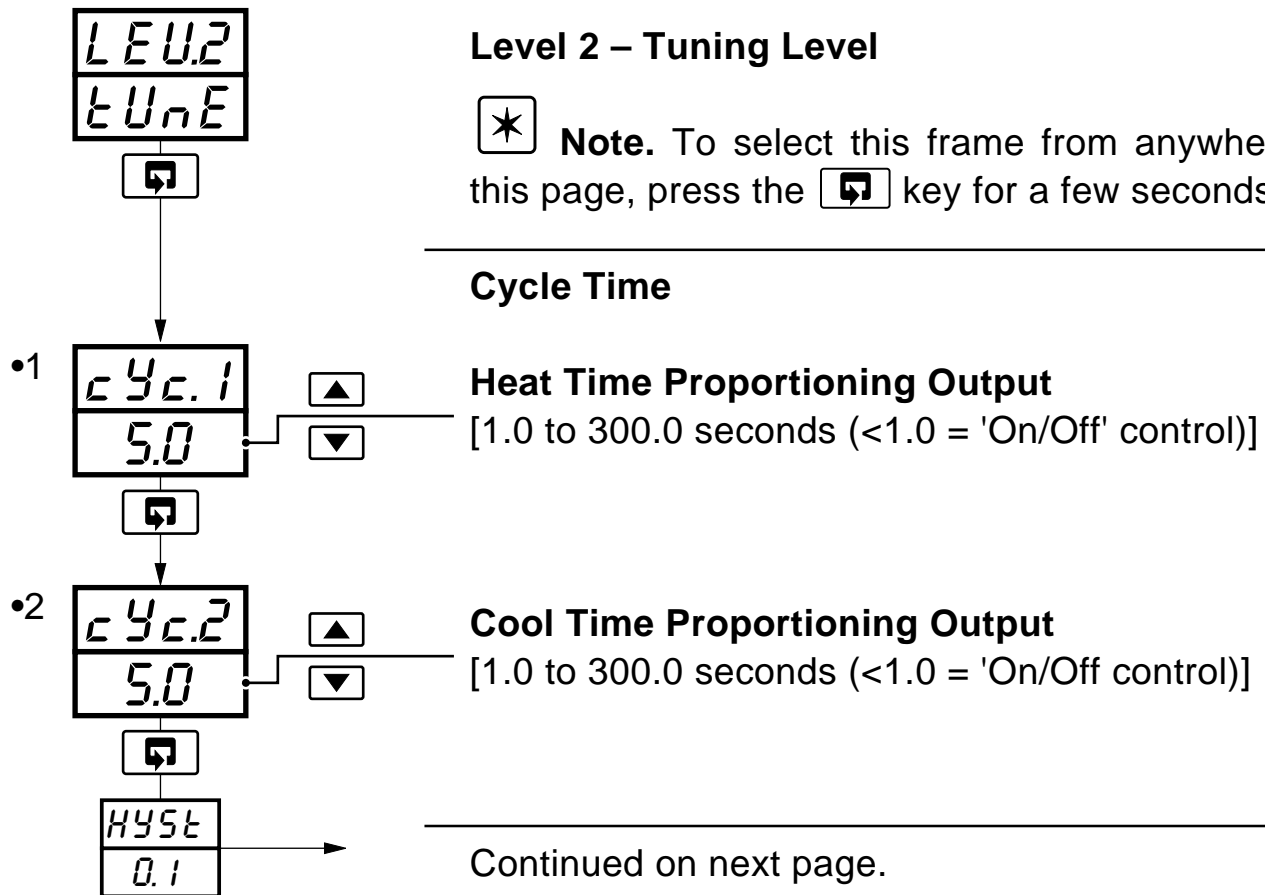 LEV.2
tUnE
Level 2 – Tuning Level
Note. To select this frame from
this page, press the key for a few
Cycle Time
•1
cYc.1
5.0
Heat Time Proportioning Output
[1.0 to 300.0 seconds (<1.0 = 'On/Off' control)]
•2
cYc.2
5.0
Cool Time Proportioning Output
[1.0 to 300.0 seconds (<1.0 = 'On/Off control)]
HYSt
0.1
Continued on next page.